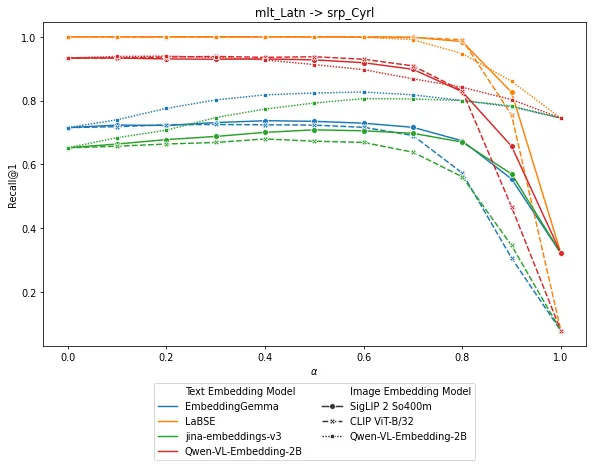 mlt_Latn -> srp_Cyrl
Recall@1
1.0
0.8
0.6
0.4
0.2
0.0 0.2 0.4 0.6 0.8 1.0
α
Text Embedding Model Image Embedding Model
EmbeddingGemma SigLIP 2 So400m
LaBSE CLIP ViT-B/32
jina-embeddings-v3 Qwen-VL-Embedding-2B
Qwen-VL-Embedding-2B